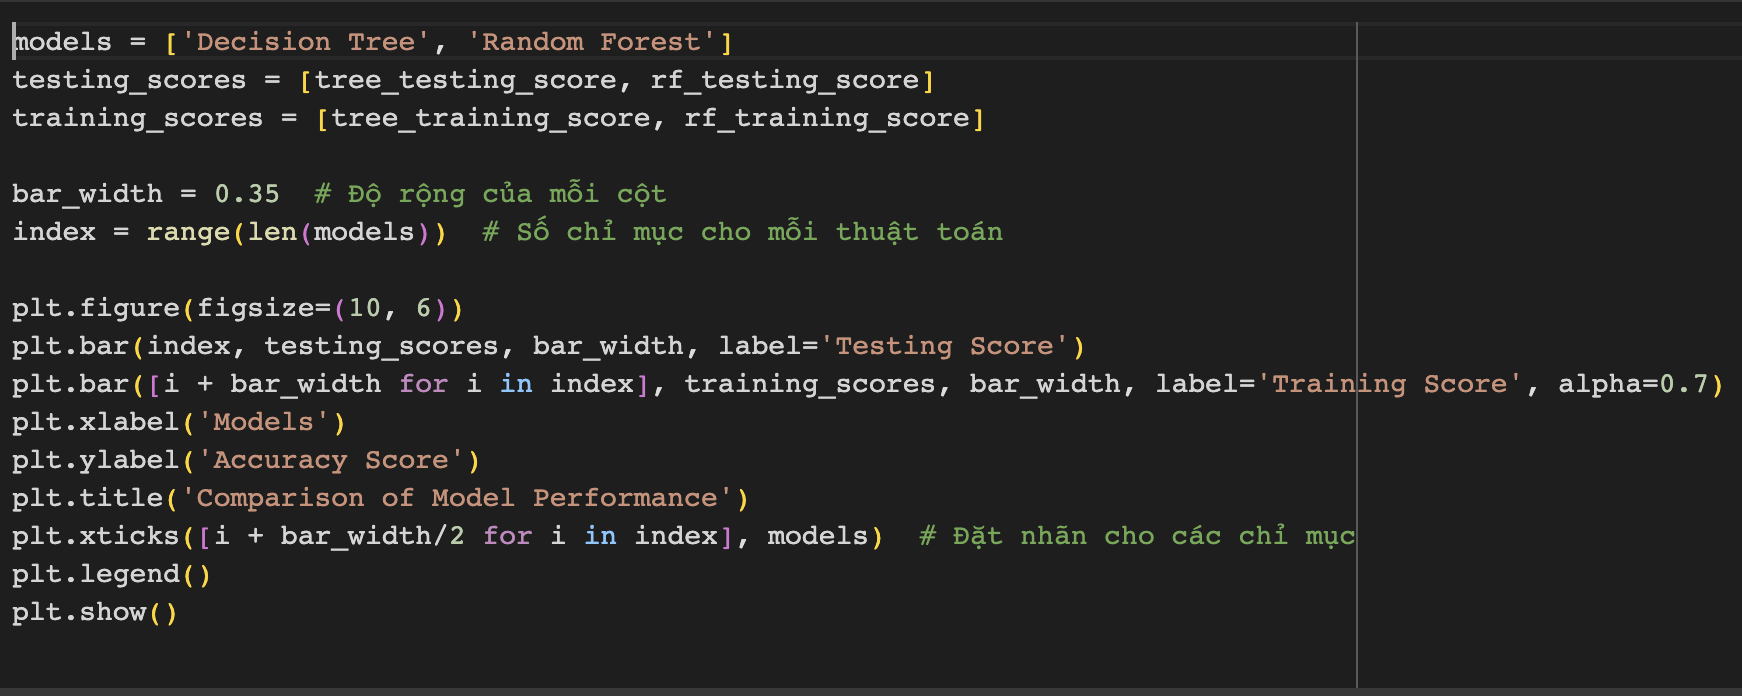 models = ['Decision Tree', 'Random Forest']
testing_scores = [tree_testing_score, rf_testing_score]
training_scores = [tree_training_score, rf_training_score]
bar_width = 0.35  # Độ rộng của mỗi cột
index = range(len(models))  # Số chỉ mục cho mỗi thuật toán
plt.figure(figsize=(10, 6))
plt.bar(index, testing_scores, bar_width, label='Testing Score')
plt.bar([i + bar_width for i in index], training_scores, bar_width, label='Training Score', alpha=0.7)
plt.xlabel('Models')
plt.ylabel('Accuracy Score')
plt.title('Comparison of Model Performance')
plt.xticks([i + bar_width/2 for i in index], models)  # Đặt nhãn cho các chỉ mục
plt.legend()
plt.show()